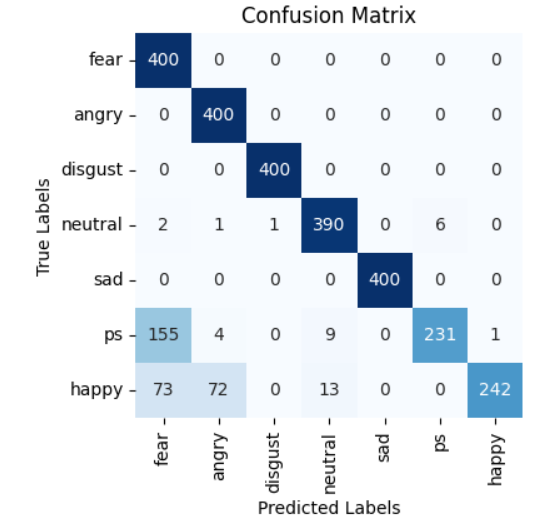 Confusion Matrix
fear 400 0 0 0 0 0 0
angry 0 400 0 0 0 0 0
disgust 0 0 400 0 0 0 0
neutral 2 1 1 390 0 6 0
sad 0 0 0 0 400 0 0
ps 155 4 0 9 0 231 1
happy 73 72 0 13 0 0 242
fear angry disgust neutral sad ps happy
Predicted Labels
True Labels